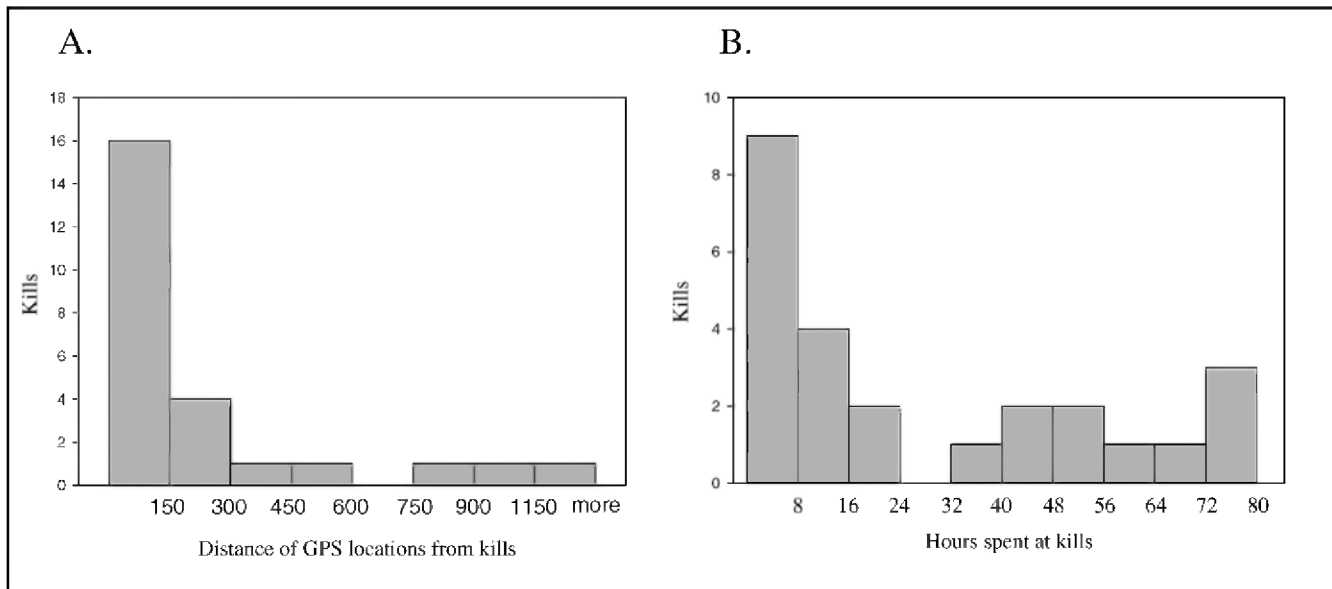 A.
18
16
14
12
10
8
6
4
2
0
Kills
150 300 450 600 750 900 1150 more
Distance of GPS locations from kills
B.
10
8
6
4
2
0
Kills
8 16 24 32 40 48 56 64 72 80
Hours spent at kills